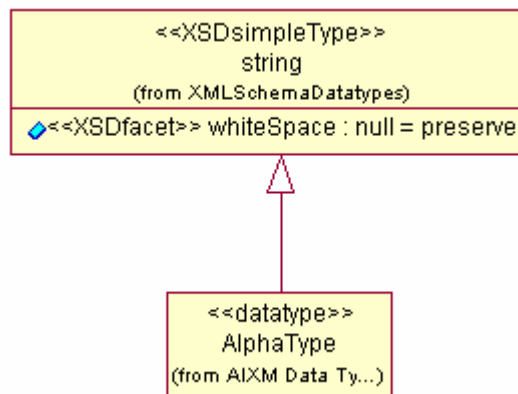 <<XSDsimpleType>>
string
(from XMLSchemaDatatypes)
<<XSDfacet>> whiteSpace : null = preserve
<<datatype>>
AlphaType
(from AIXM Data Ty...)